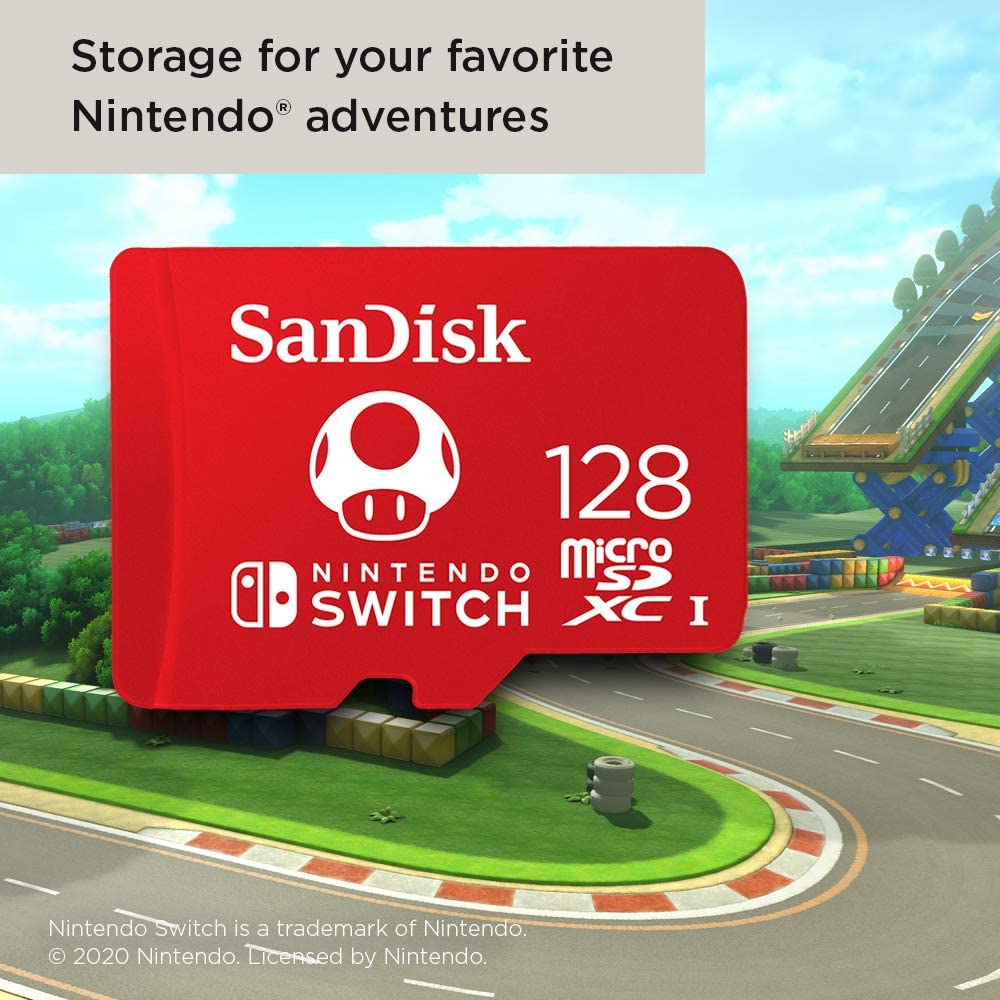 Storage for your favorite
Nintendo® adventures
SanDisk
128
micro
SD
XC I
NINTENDO
SWITCH
Nintendo Switch is a trademark of Nintendo.
© 2020 Nintendo. Licensed by Nintendo.